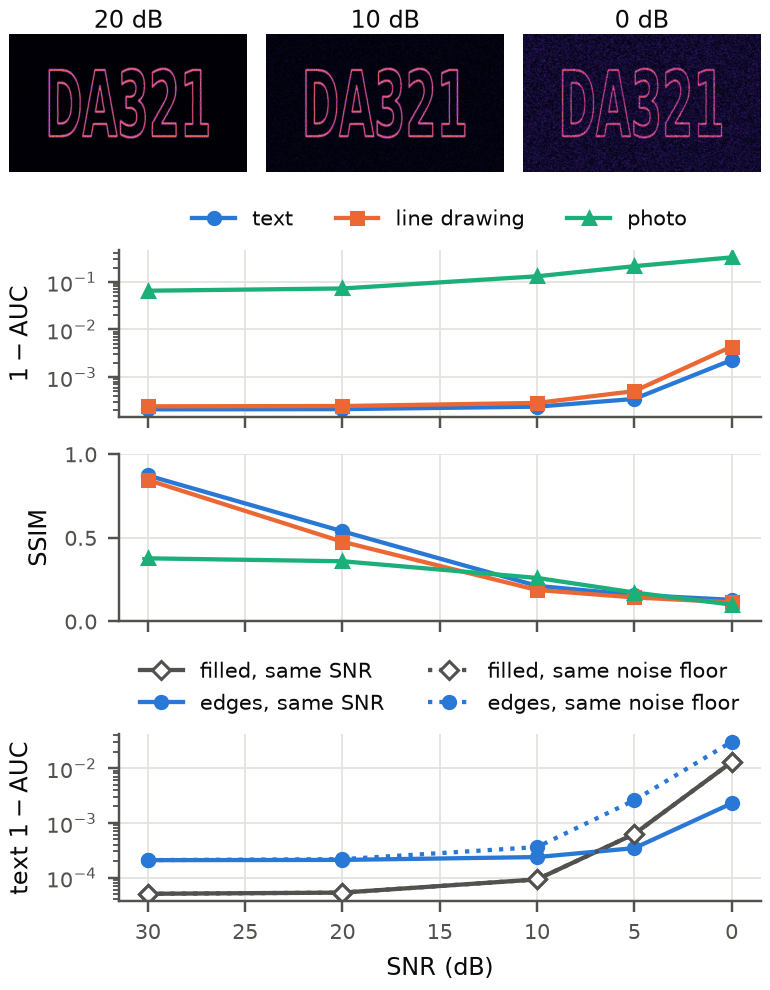 20 dB 10 dB 0 dB
DA321 DA321 DA321
text line drawing photo
1 − AUC
10⁻¹
10⁻²
10⁻³
SSIM
1.0
0.5
0.0
filled, same SNR filled, same noise floor
edges, same SNR edges, same noise floor
text 1 − AUC
10⁻²
10⁻³
10⁻⁴
30 25 20 15 10 5 0
SNR (dB)